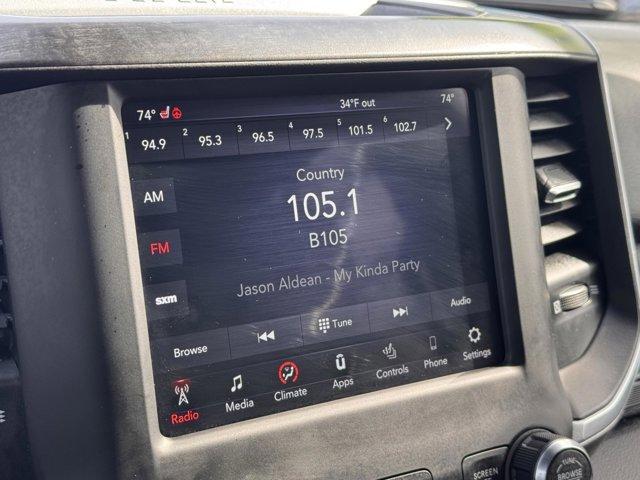 74° 34°F out 74°
1 94.9 2 95.3 3 96.5 4 97.5 5 101.5 6 102.7
Country
AM
105.1
FM
B105
Jason Aldean - My Kinda Party
sxm
Browse Tune Audio
Radio Media Climate Apps Controls Phone Settings
SCREEN
TUNE
BROWSE